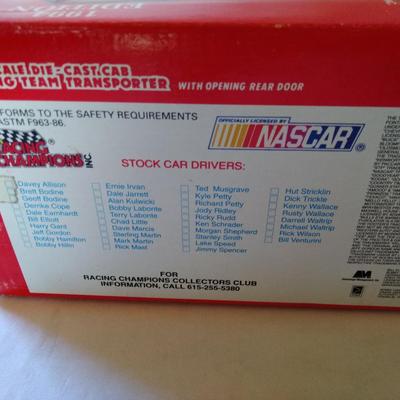 1991
EDITION
SCALE DIE-CAST CAB
RACING TEAM TRANSPORTER WITH OPENING REAR DOOR
FORMS TO THE SAFETY REQUIREMENTS
ASTM F963-86.
RACING
CHAMPIONS INC
OFFICIALLY LICENSED BY
NASCAR
STOCK CAR DRIVERS:
Davey Allison
Brett Bodine
Geoff Bodine
Derrike Cope
Dale Earnhardt
Bill Elliott
Harry Gant
Jeff Gordon
Bobby Hamilton
Bobby Hillin
Ernie Irvan
Dale Jarrett
Alan Kulwicki
Bobby Labonte
Terry Labonte
Chad Little
Dave Marcis
Sterling Martin
Mark Martin
Rick Mast
Ted Musgrave
Kyle Petty
Richard Petty
Jody Ridley
Ricky Rudd
Ken Schrader
Morgan Shepherd
Stanley Smith
Lake Speed
Jimmy Spencer
Hut Stricklin
Dick Trickle
Kenny Wallace
Rusty Wallace
Darrell Waltrip
Michael Waltrip
Rick Wilson
Bill Venturini
FOR
RACING CHAMPIONS COLLECTORS CLUB
INFORMATION, CALL 615-255-5380